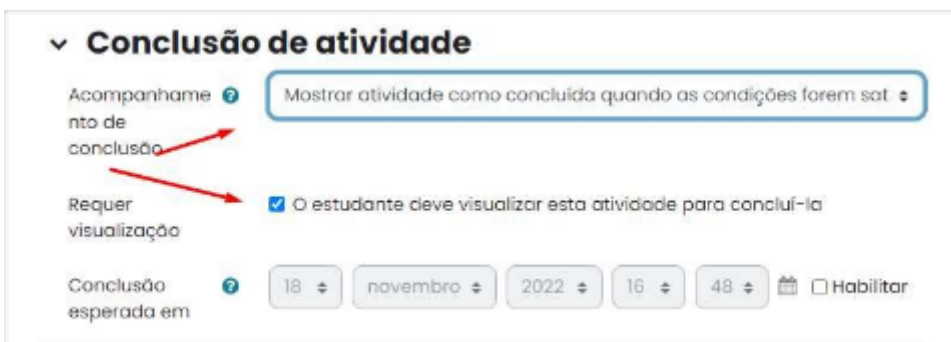 Conclusão de atividade
Acompanhame
nto de
conclusão
Mostrar atividade como concluída quando as condições forem sat
Requer
visualização
O estudante deve visualizar esta atividade para concluí-la
Conclusão
esperada em
18 novembro 2022 16 48 Habilitar